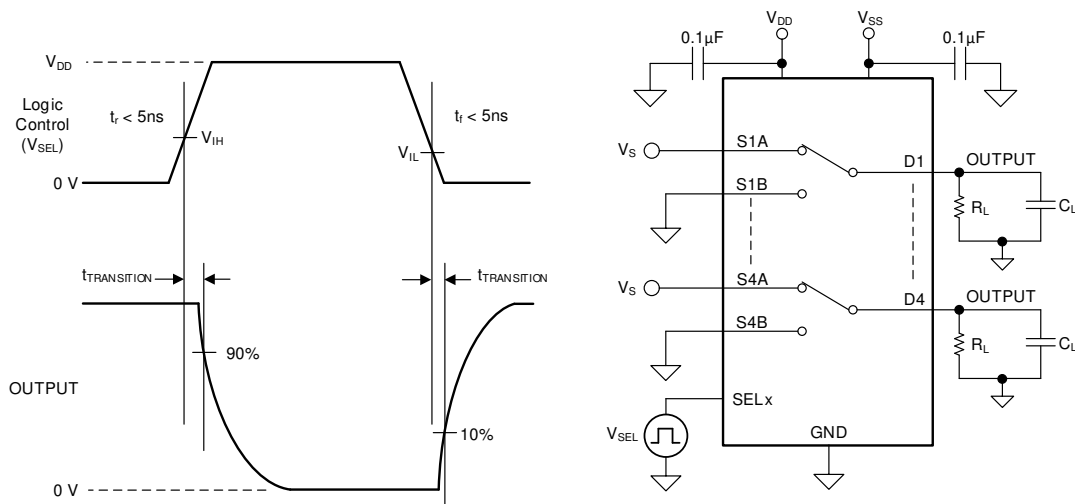 V_DD
Logic
Control
(V_SEL)
t_r < 5ns
V_IH
V_IL
t_f < 5ns
0 V
t_TRANSITION
t_TRANSITION
90%
OUTPUT
10%
0 V
V_DD
V_SS
0.1µF
0.1µF
V_S
S1A
D1
OUTPUT
S1B
R_L
C_L
V_S
S4A
D4
OUTPUT
S4B
R_L
C_L
SELx
V_SEL
GND